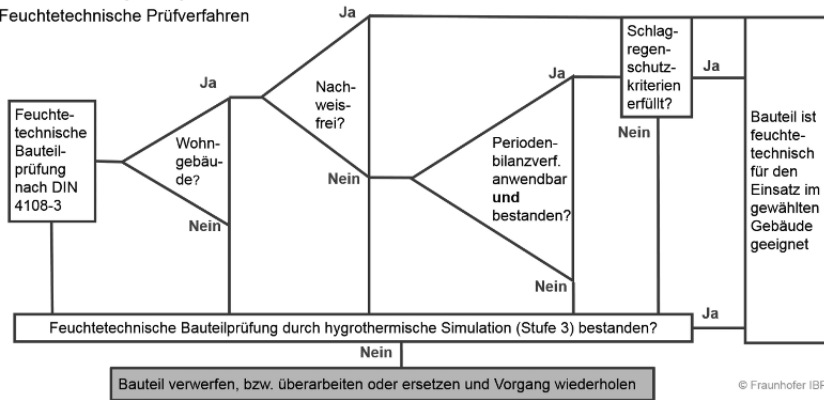 Feuchtetechnische Prüfverfahren
Ja
Schlag-
regen-
schutz-
kriterien
erfüllt?
Ja
Ja
Nach-
weis-
frei?
Ja
Feuchte-
technische
Bauteil-
prüfung
nach DIN
4108-3
Wohn-
gebäu-
de?
Nein
Perioden-
bilanzverf.
anwendbar
und
bestanden?
Bauteil ist
feuchte-
technisch
für den
Einsatz im
gewählten
Gebäude
geeignet
Nein
Nein
Nein
Ja
Feuchtetechnische Bauteilprüfung durch hygrothermische Simulation (Stufe 3) bestanden?
Nein
Bauteil verwerfen, bzw. überarbeiten oder ersetzen und Vorgang wiederholen
© Fraunhofer IBP